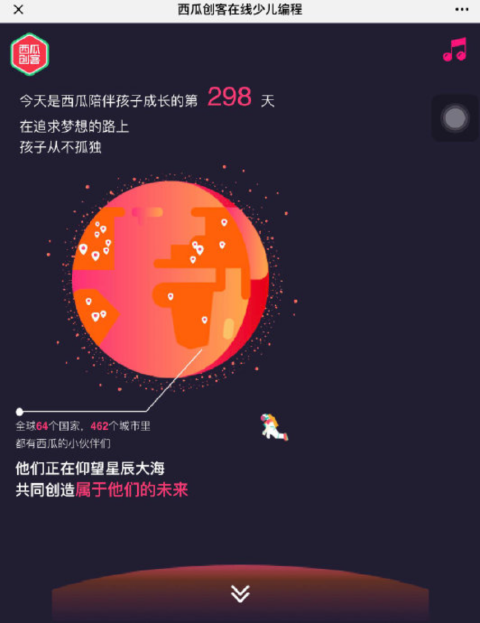 西瓜创客在线少儿编程
西瓜
创客
今天是西瓜陪伴孩子成长的第 298 天
在追求梦想的路上
孩子从不孤独
全球64个国家，462个城市里
都有西瓜的小伙伴们
他们正在仰望星辰大海
共同创造属于他们的未来